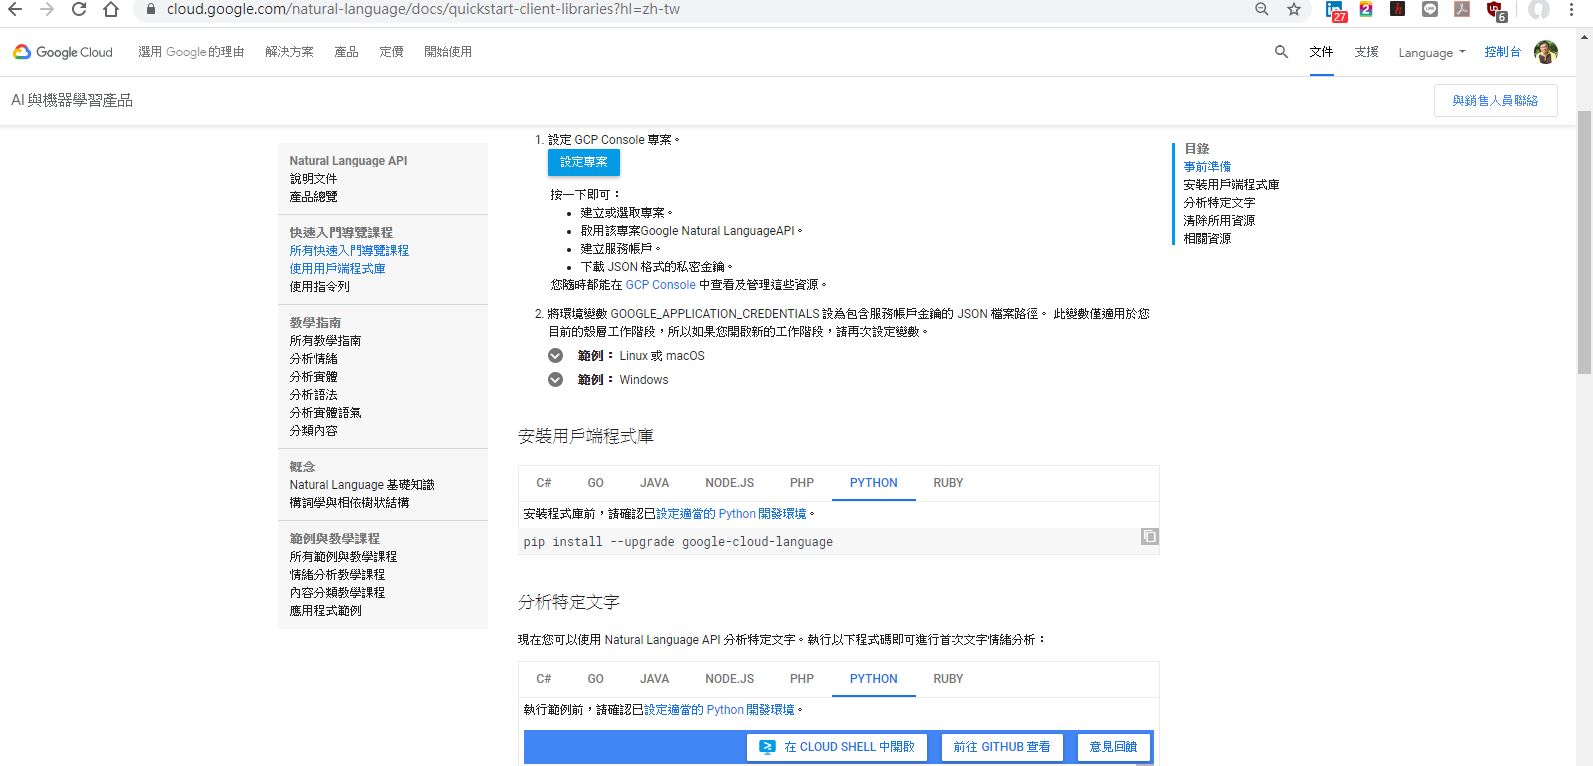 cloud.google.com/natural-language/docs/quickstart-client-libraries?hl=zh-tw
27
2
6
Google Cloud
選用 Google 的理由
解決方案
產品
定價
開始使用
文件
支援
Language
控制台
AI 與機器學習產品
與銷售人員聯絡
Natural Language API
說明文件
產品總覽
快速入門導覽課程
所有快速入門導覽課程
使用用戶端程式庫
使用指令列
教學指南
所有教學指南
分析情緒
分析實體
分析語法
分析實體語氣
分類內容
概念
Natural Language 基礎知識
構詞學與相依樹狀結構
範例與教學課程
所有範例與教學課程
情緒分析教學課程
內容分類教學課程
應用程式範例
1. 設定 GCP Console 專案。
設定專案
按一下即可：
• 建立或選取專案。
• 啟用該專案Google Natural LanguageAPI。
• 建立服務帳戶。
• 下載 JSON 格式的私密金鑰。
您隨時都能在 GCP Console 中查看及管理這些資源。
2. 將環境變數 GOOGLE_APPLICATION_CREDENTIALS 設為包含服務帳戶金鑰的 JSON 檔案路徑。 此變數僅適用於您
目前的殼層工作階段，所以如果您開啟新的工作階段，請再次設定變數。
範例： Linux 或 macOS
範例： Windows
安裝用戶端程式庫
C# GO JAVA NODE.JS PHP PYTHON RUBY
安裝程式庫前，請確認已設定適當的 Python 開發環境。
pip install --upgrade google-cloud-language
分析特定文字
現在您可以使用 Natural Language API 分析特定文字。執行以下程式碼即可進行首次文字情緒分析：
C# GO JAVA NODE.JS PHP PYTHON RUBY
執行範例前，請確認已設定適當的 Python 開發環境。
在 CLOUD SHELL 中開啟
前往 GITHUB 查看
意見回饋
目錄
事前準備
安裝用戶端程式庫
分析特定文字
清除所用資源
相關資源